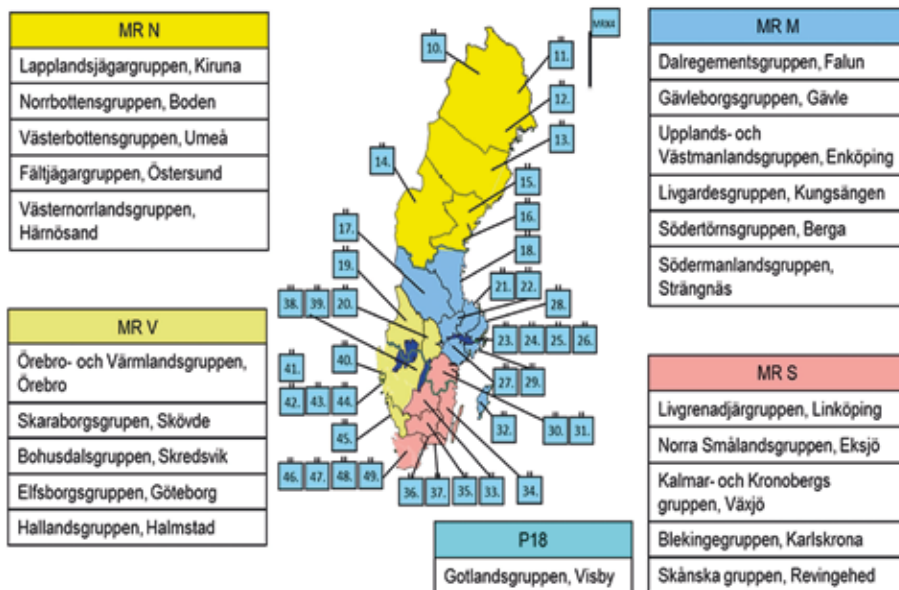 MR N
Lapplandsjägargruppen, Kiruna
Norrbottensgruppen, Boden
Västerbottensgruppen, Umeå
Fältjägargruppen, Östersund
Västernorrlandsgruppen,
Härnösand
MRX4
10.
11.
12.
13.
14.
15.
16.
17.
18.
19.
21. 22.
38. 39. 20.
28.
23. 24. 25. 26.
40.
41.
27. 29.
42. 43. 44.
32.
30. 31.
45.
46. 47. 48. 49.
36. 37. 35. 33. 34.
MR M
Dalregementsgruppen, Falun
Gävleborgsgruppen, Gävle
Upplands- och
Västmanlandsgruppen, Enköping
Livgardesgruppen, Kungsängen
Södertörnsgruppen, Berga
Södermanlandsgruppen,
Strängnäs
MR V
Örebro- och Värmlandsgruppen,
Örebro
Skaraborgsgrupen, Skövde
Bohusdalsgruppen, Skredsvik
Elfsborgsgruppen, Göteborg
Hallandsgruppen, Halmstad
MR S
Livgrenadjärgruppen, Linköping
Norra Smålandsgruppen, Eksjö
Kalmar- och Kronobergs
gruppen, Växjö
Blekingegruppen, Karlskrona
Skånska gruppen, Revingehed
P18
Gotlandsgruppen, Visby